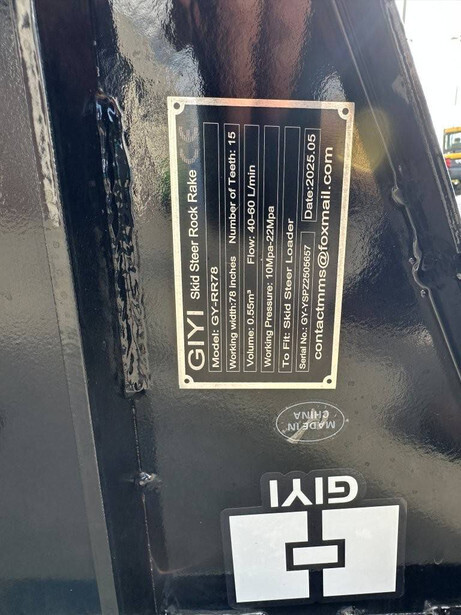 GIYI Skid Steer Rock Rake CE
Model: GY-RR78
Working width:78 inches Number of Teeth: 15
Volume: 0.55m³ Flow: 40-60 L/min
Working Pressure: 10Mpa-22Mpa
To Fit: Skid Steer Loader
Serial No.: GY-YSPZ2505657 Date:2025.05
contactmms@foxmail.com
MADE IN
CHINA
GIYI